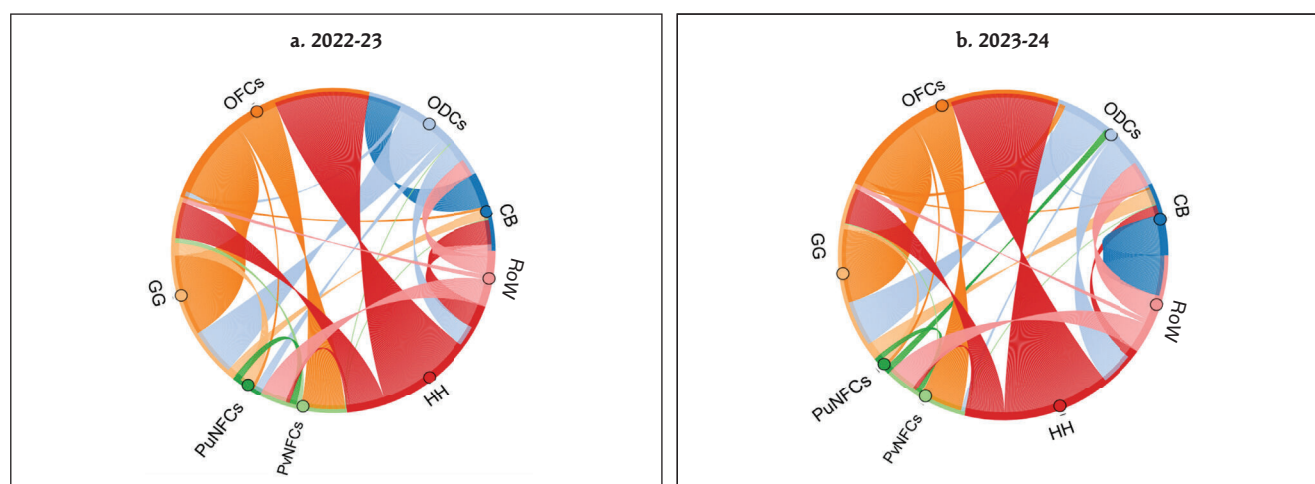 a. 2022-23
OFCs
ODCs
CB
RoW
HH
PvNFCs
PuNFCs
GG
b. 2023-24
OFCs
ODCs
CB
RoW
HH
PvNFCs
PuNFCs
GG